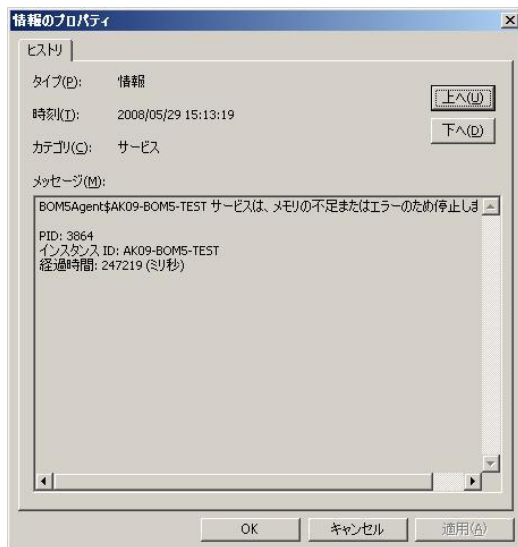 情報のプロパティ
ヒストリ
タイプ(P): 情報
上へ(U)
時刻(T): 2008/05/29 15:13:19
下へ(D)
カテゴリ(C): サービス
メッセージ(M):
BOM5Agent$AK09-BOM5-TEST サービスは、メモリの不足またはエラーのため停止しま
PID: 3864
インスタンス ID: AK09-BOM5-TEST
経過時間: 247219 (ミリ秒)
OK キャンセル 適用(A)